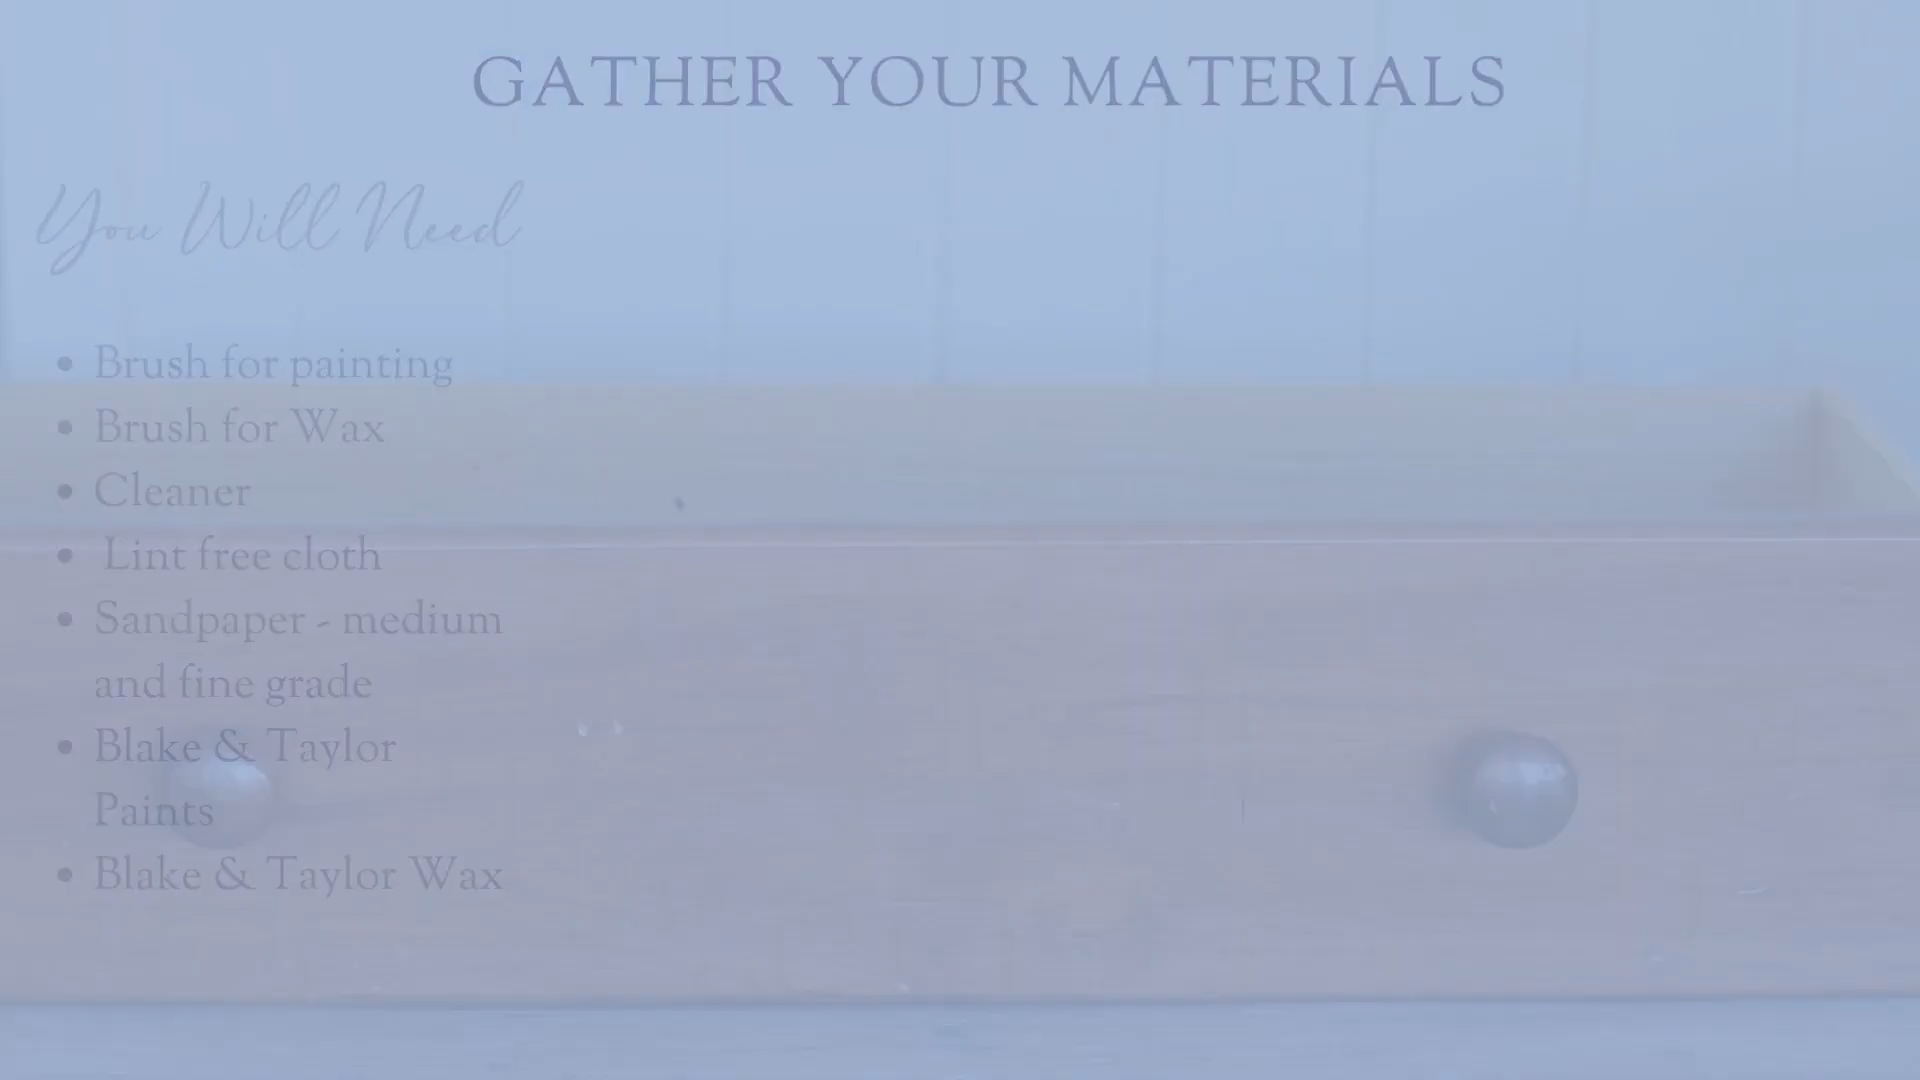 GATHER YOUR MATERIALS
You Will Need
• Brush for painting
• Brush for Wax
• Cleaner
• Lint free cloth
• Sandpaper - medium
and fine grade
• Blake & Taylor
Paints
• Blake & Taylor Wax